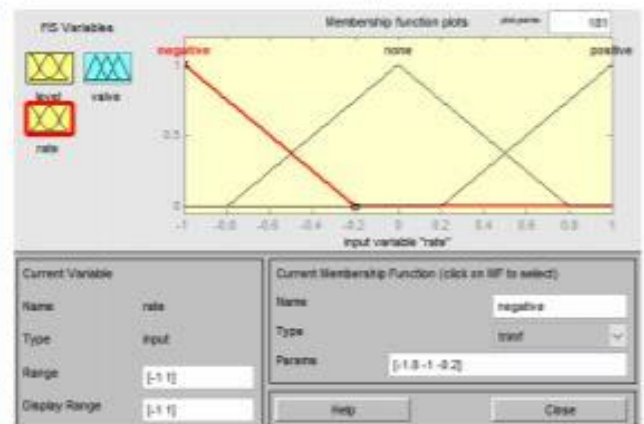 FIS Variables
Membership function plots
plot points:
181
level
valve
rate
negative
none
positive
1
0.5
0
-1
-0.8
-0.6
-0.4
-0.2
0
0.2
0.4
0.6
0.8
1
input variable "rate"
Current Variable
Name
rate
Type
input
Range
[-1 1]
Display Range
[-1 1]
Current Membership Function (click on MF to select)
Name
negative
Type
trimf
Params
[-1.8 -1 -0.2]
Help
Close